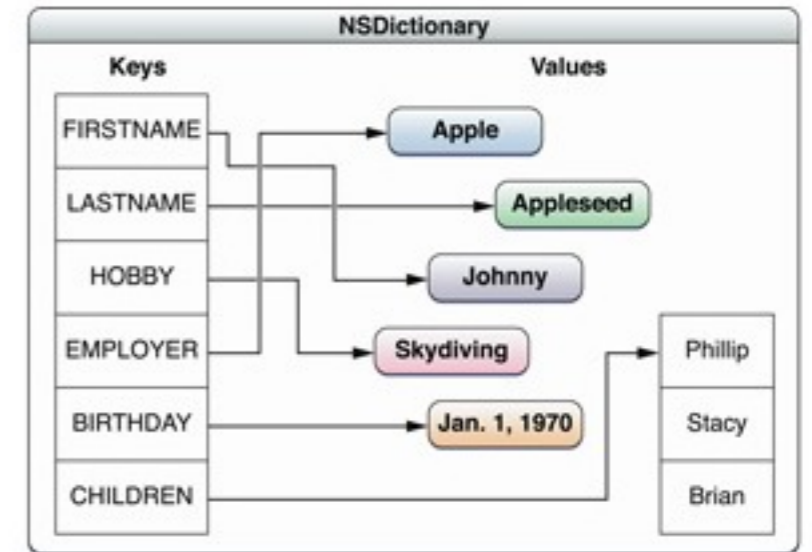 NSDictionary
Keys
Values
FIRSTNAME
Apple
LASTNAME
Appleseed
HOBBY
Johnny
EMPLOYER
Skydiving
Phillip
BIRTHDAY
Jan. 1, 1970
Stacy
CHILDREN
Brian